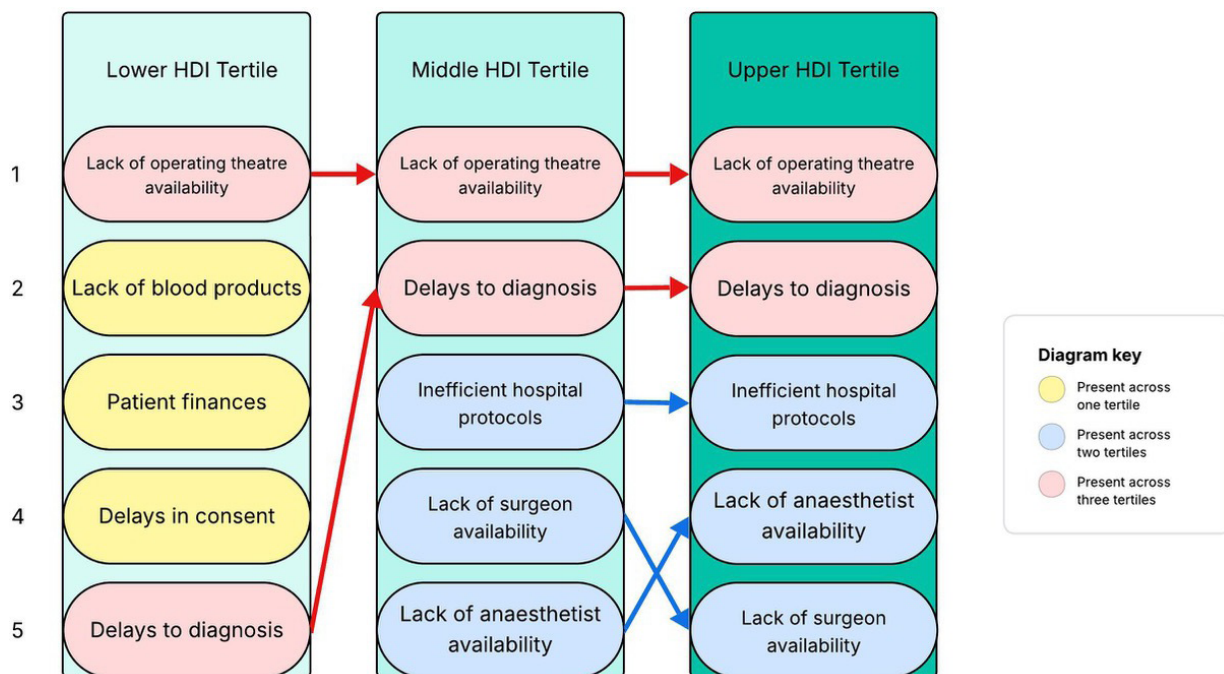 Lower HDI Tertile
Middle HDI Tertile
Upper HDI Tertile
1
Lack of operating theatre
availability
Lack of operating theatre
availability
Lack of operating theatre
availability
2
Lack of blood products
Delays to diagnosis
Delays to diagnosis
3
Patient finances
Inefficient hospital
protocols
Inefficient hospital
protocols
4
Delays in consent
Lack of surgeon
availability
Lack of anaesthetist
availability
5
Delays to diagnosis
Lack of anaesthetist
availability
Lack of surgeon
availability
Diagram key
Present across
one tertile
Present across
two tertiles
Present across
three tertiles